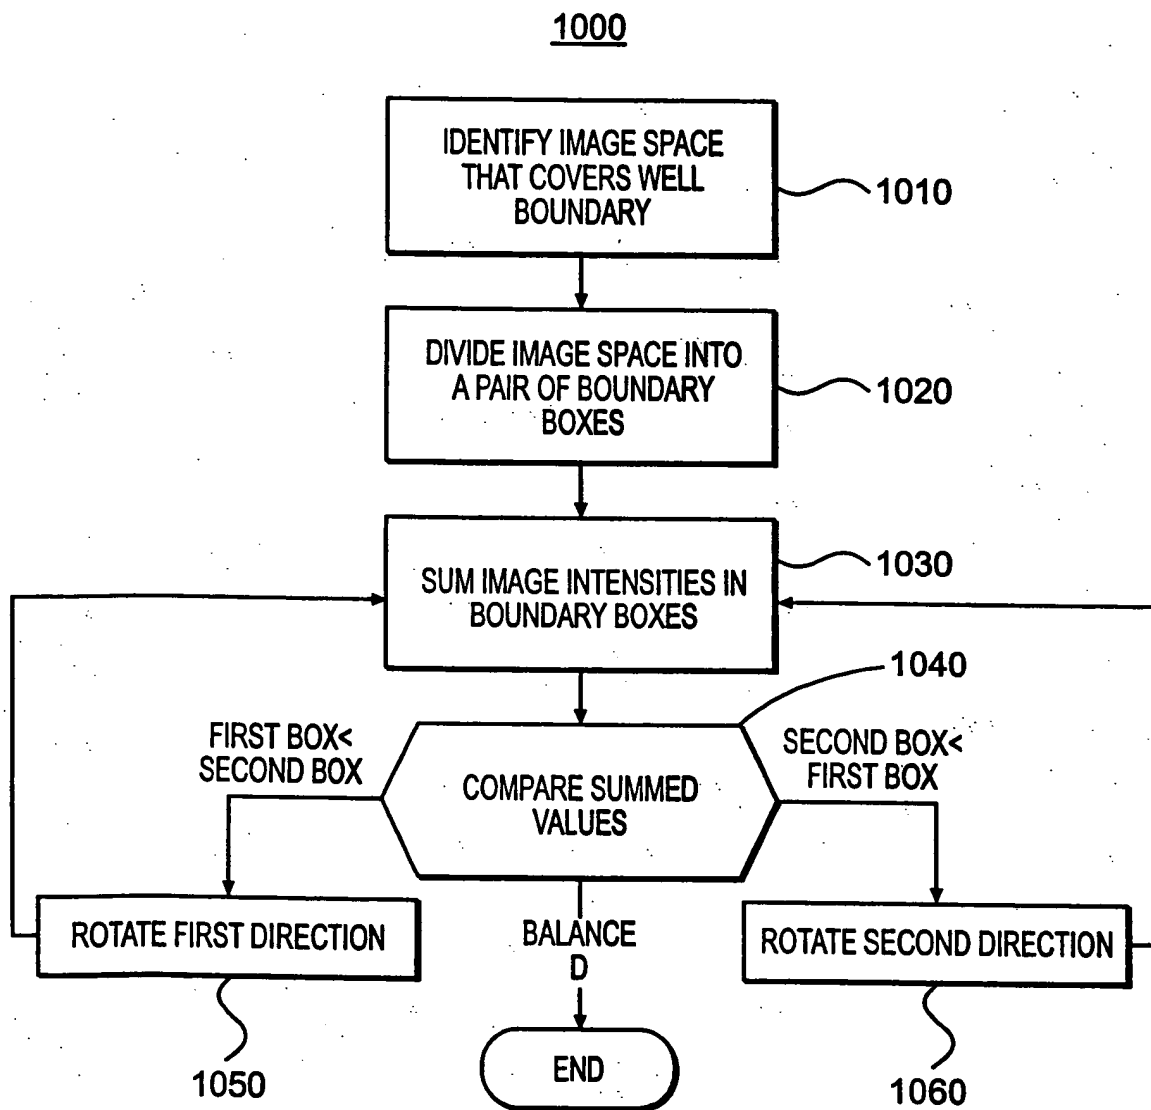 1000
IDENTIFY IMAGE SPACE
THAT COVERS WELL
BOUNDARY
1010
DIVIDE IMAGE SPACE INTO
A PAIR OF BOUNDARY
BOXES
1020
SUM IMAGE INTENSITIES IN
BOUNDARY BOXES
1030
1040
FIRST BOX<
SECOND BOX
COMPARE SUMMED
VALUES
SECOND BOX<
FIRST BOX
ROTATE FIRST DIRECTION
BALANCE
D
ROTATE SECOND DIRECTION
END
1050
1060